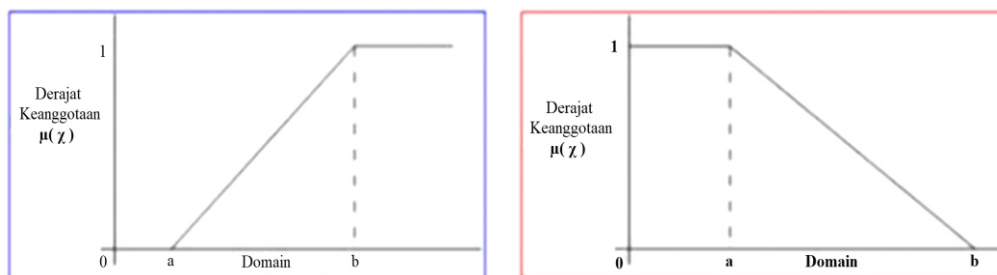 1
Derajat
Keanggotaan
μ( χ )
0
a
Domain
b
1
Derajat
Keanggotaan
μ( χ )
0
a
Domain
b